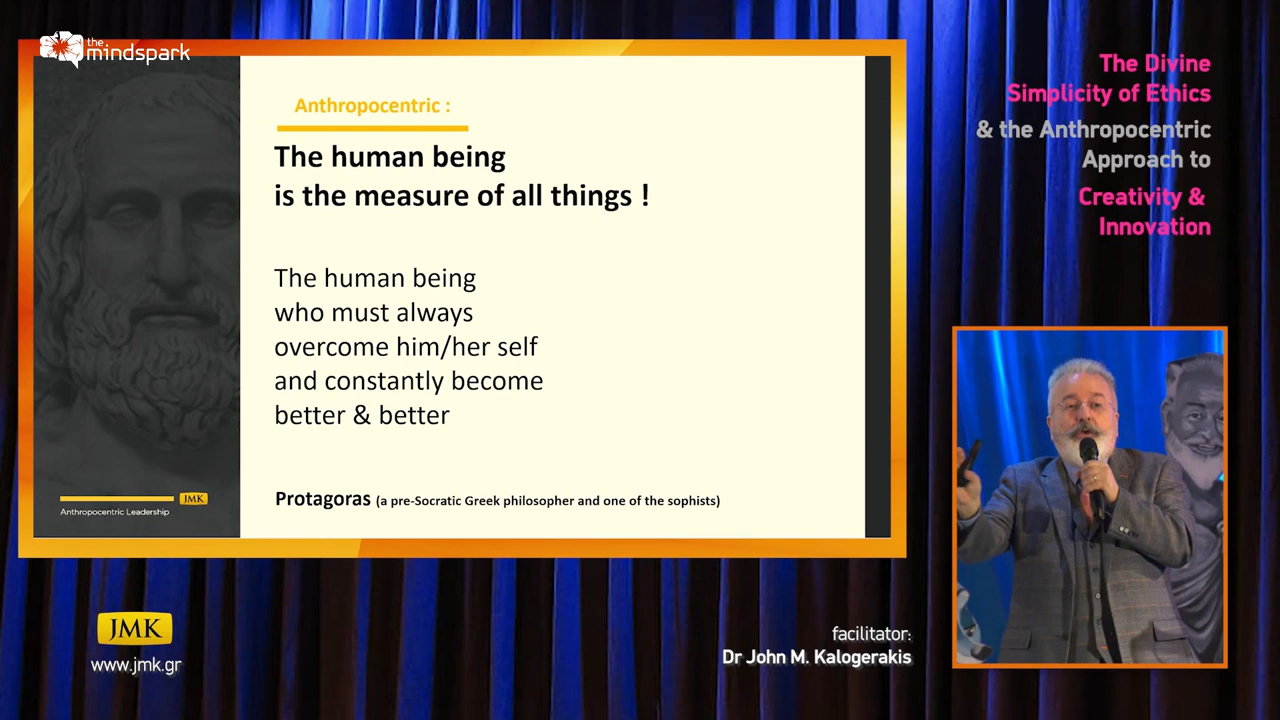 the
mindspark
Anthropocentric :
The human being
is the measure of all things !
The human being
who must always
overcome him/her self
and constantly become
better & better
Protagoras (a pre-Socratic Greek philosopher and one of the sophists)
JMK
Anthropocentric Leadership
The Divine
Simplicity of Ethics
& the Anthropocentric
Approach to
Creativity &
Innovation
JMK
www.jmk.gr
facilitator:
Dr John M. Kalogerakis